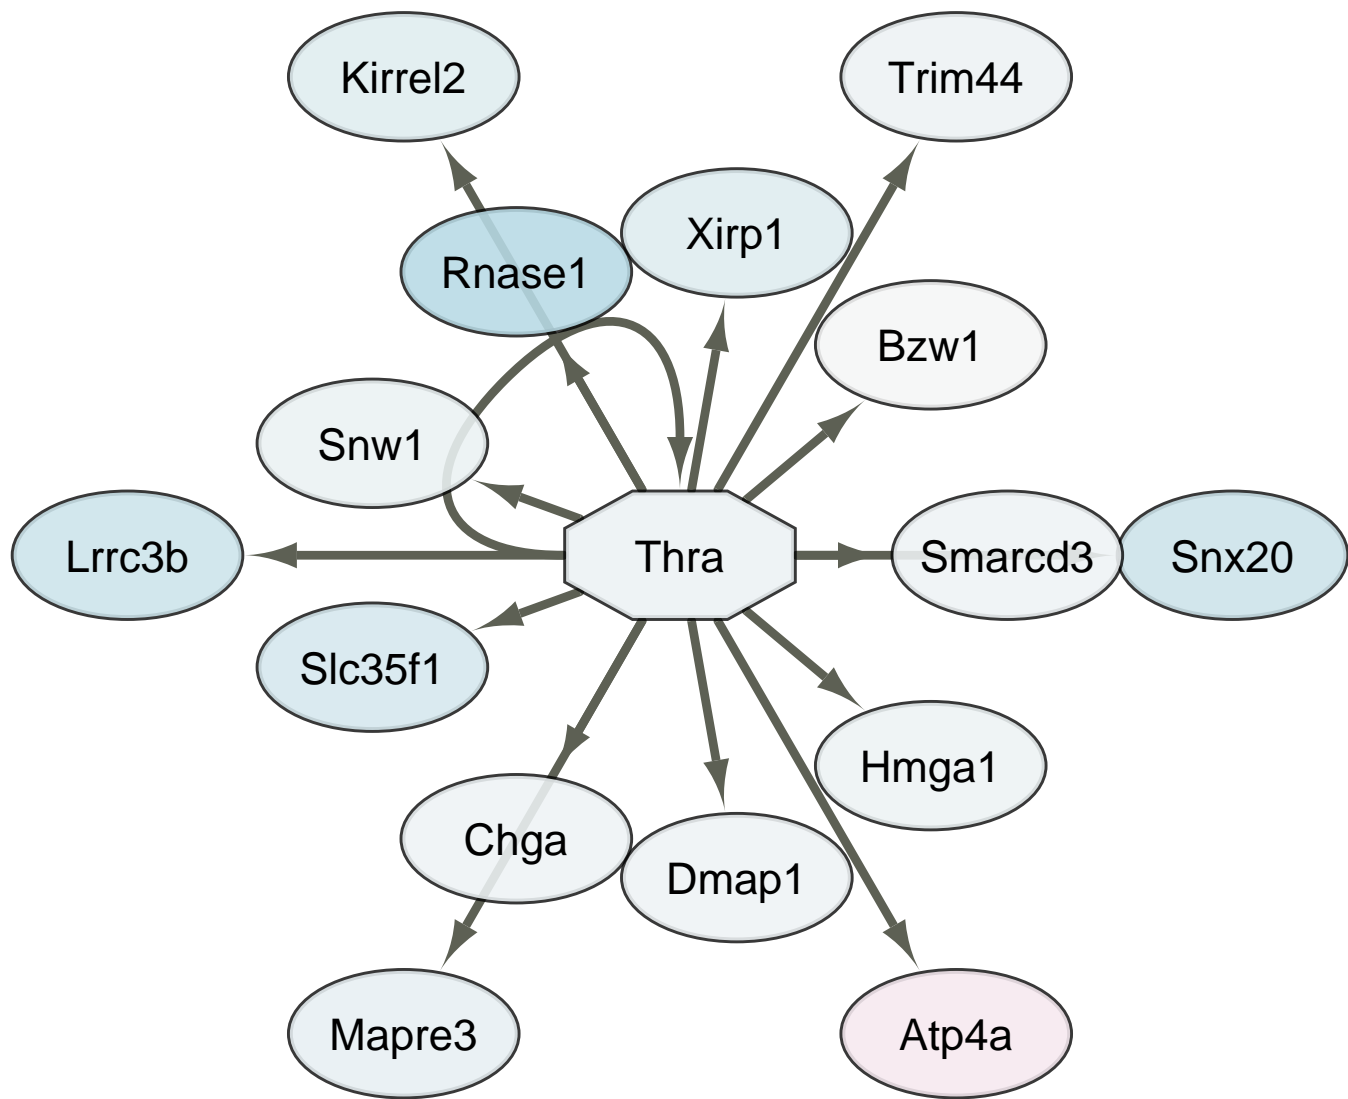 Kirrel2
Trim44
Xirp1
Rnase1
Bzw1
Snw1
Lrrc3b
Thra
Smarcd3
Snx20
Slc35f1
Hmga1
Chga
Dmap1
Mapre3
Atp4a